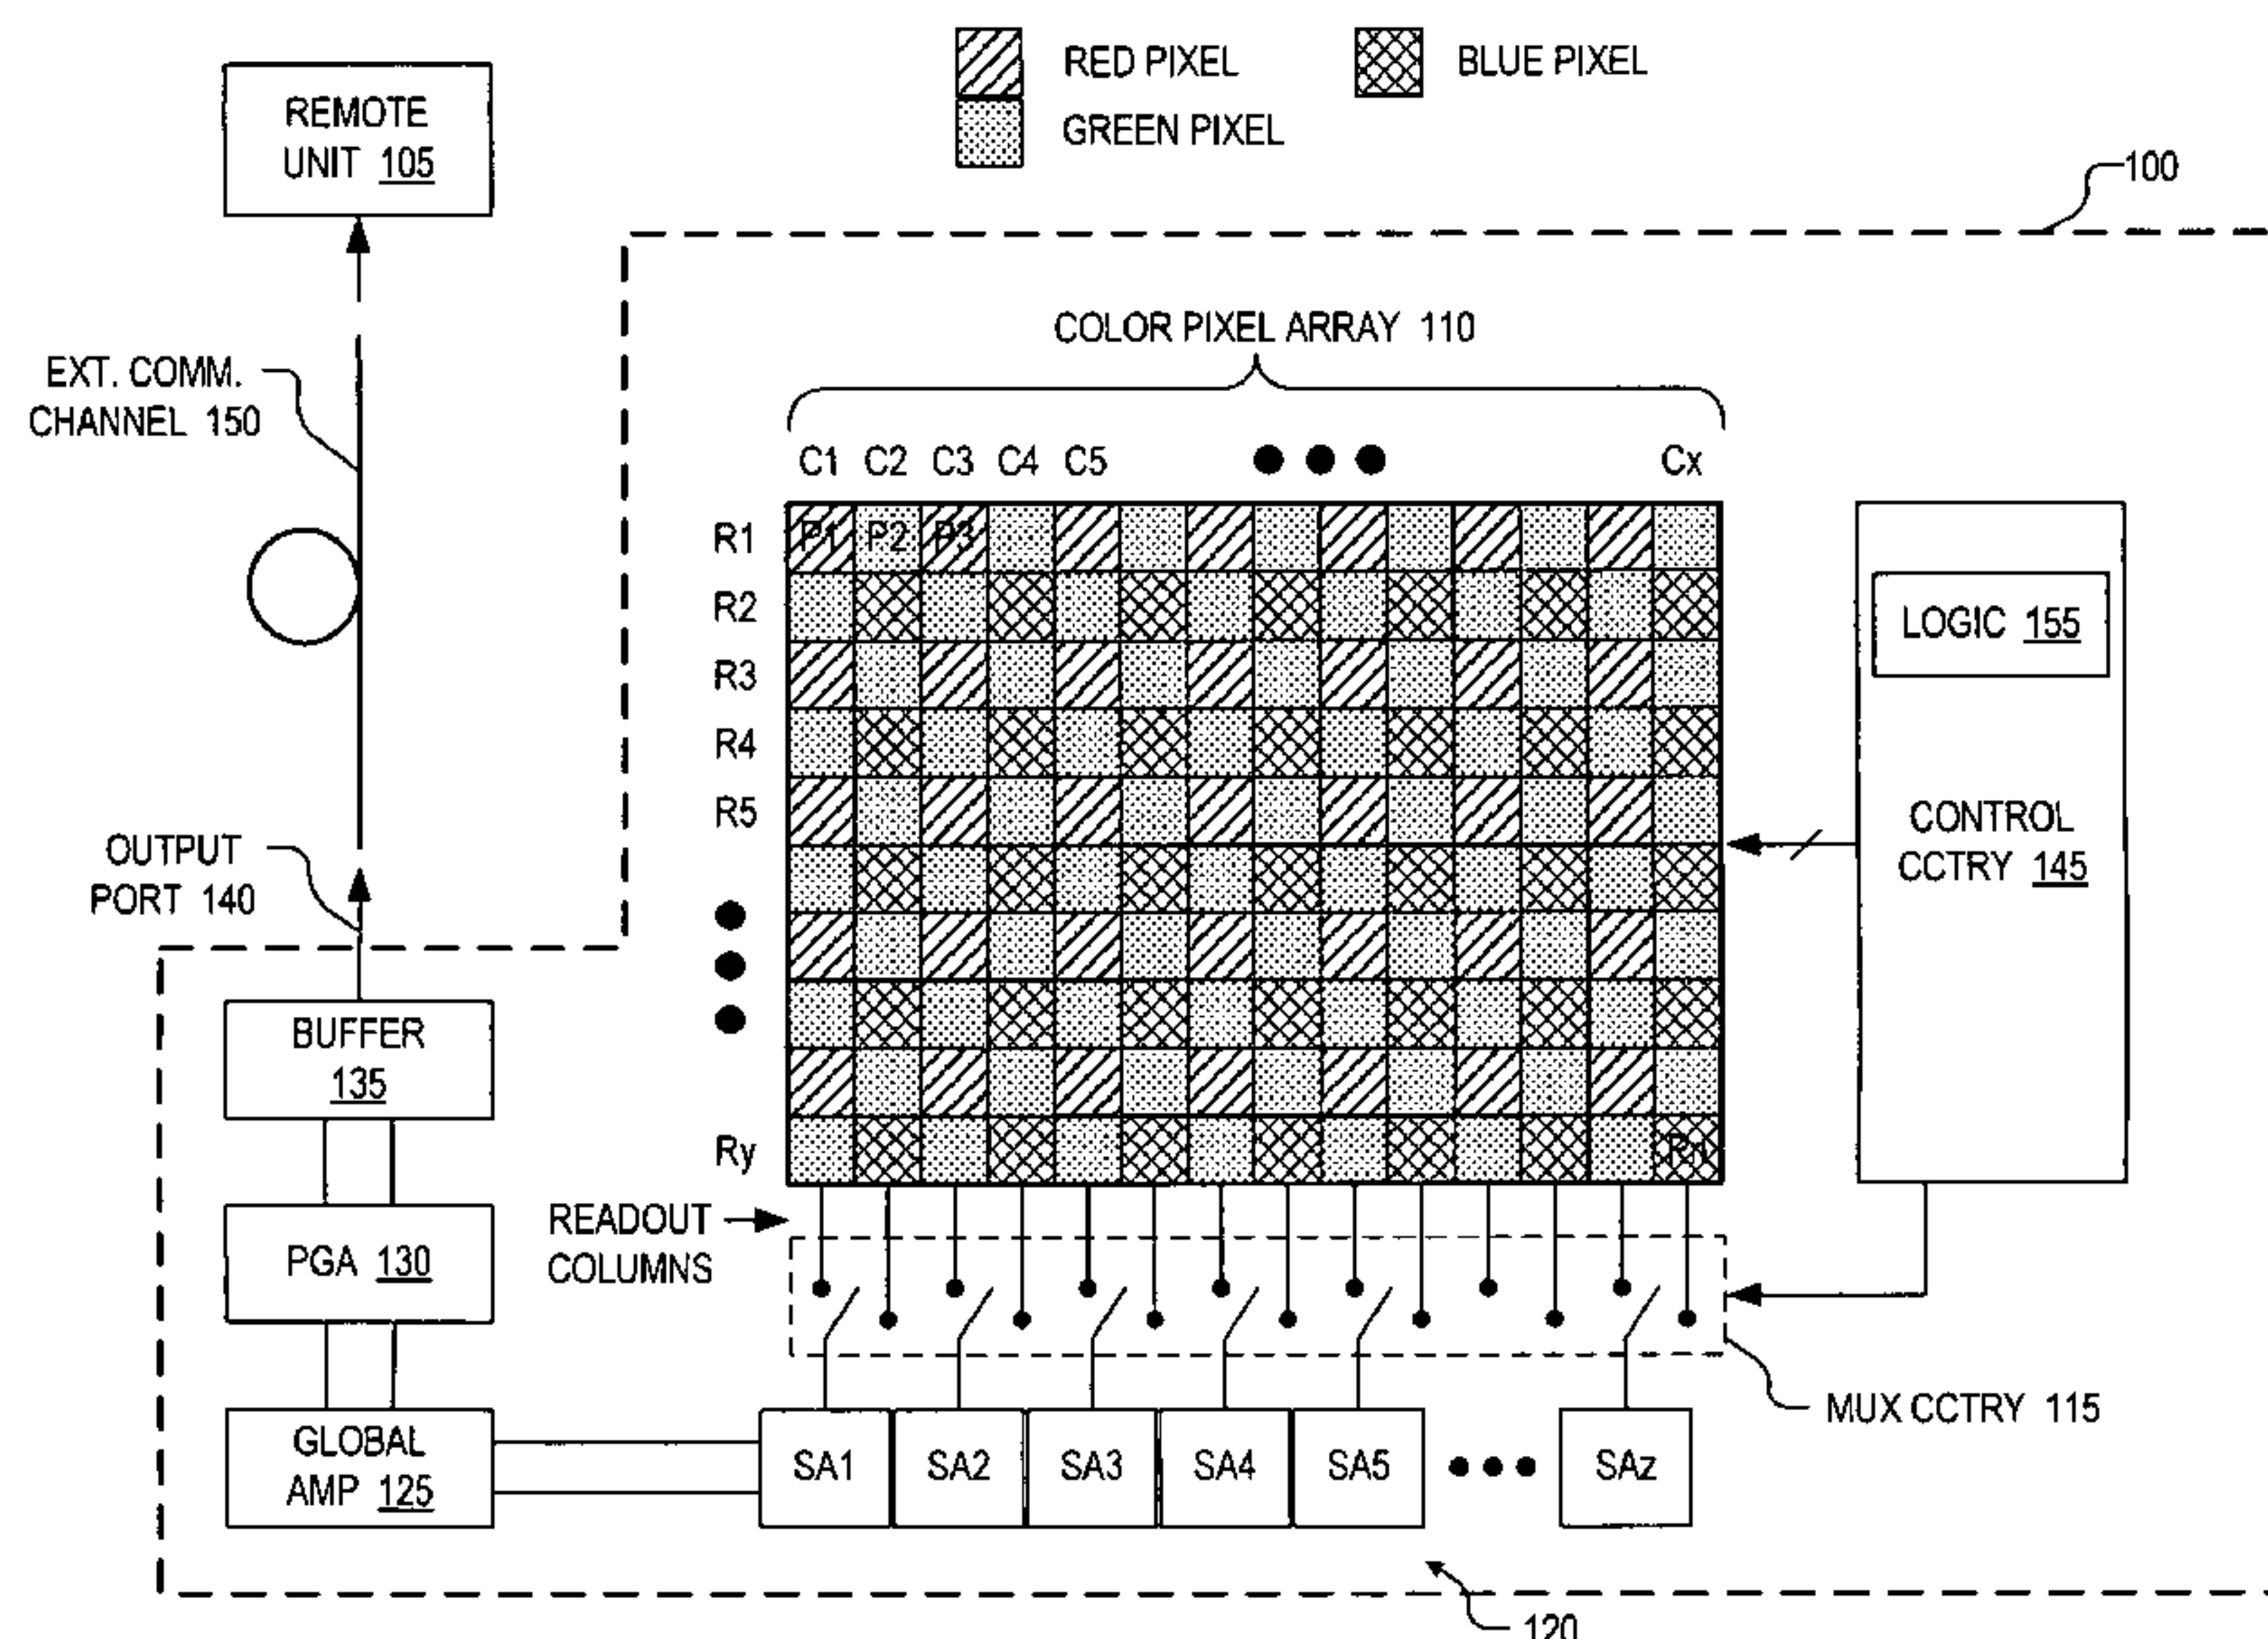 RED PIXEL
BLUE PIXEL
GREEN PIXEL
REMOTE
UNIT 105
100
COLOR PIXEL ARRAY 110
EXT. COMM.
CHANNEL 150
C1 C2 C3 C4 C5 Cx
R1
P1 P2 P3
R2
R3
R4
R5
Ry
LOGIC 155
CONTROL
CCTRY 145
OUTPUT
PORT 140
BUFFER
135
READOUT
COLUMNS
PGA 130
MUX CCTRY 115
GLOBAL
AMP 125
SA1 SA2 SA3 SA4 SA5 SAz
120